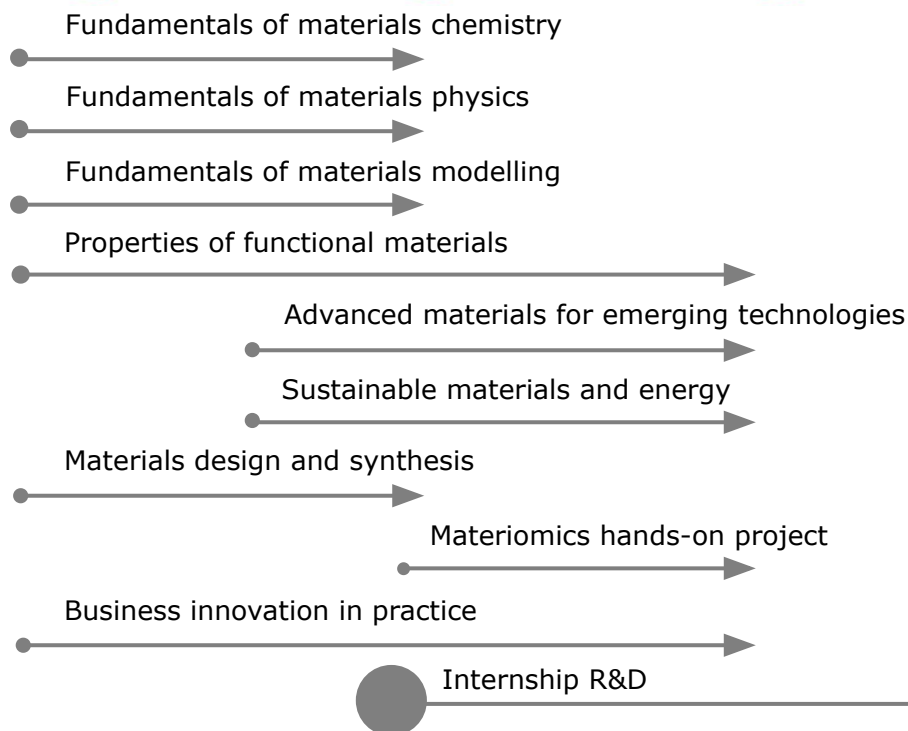 Fundamentals of materials chemistry
Fundamentals of materials physics
Fundamentals of materials modelling
Properties of functional materials
Advanced materials for emerging technologies
Sustainable materials and energy
Materials design and synthesis
Materiomics hands-on project
Business innovation in practice
Internship R&D